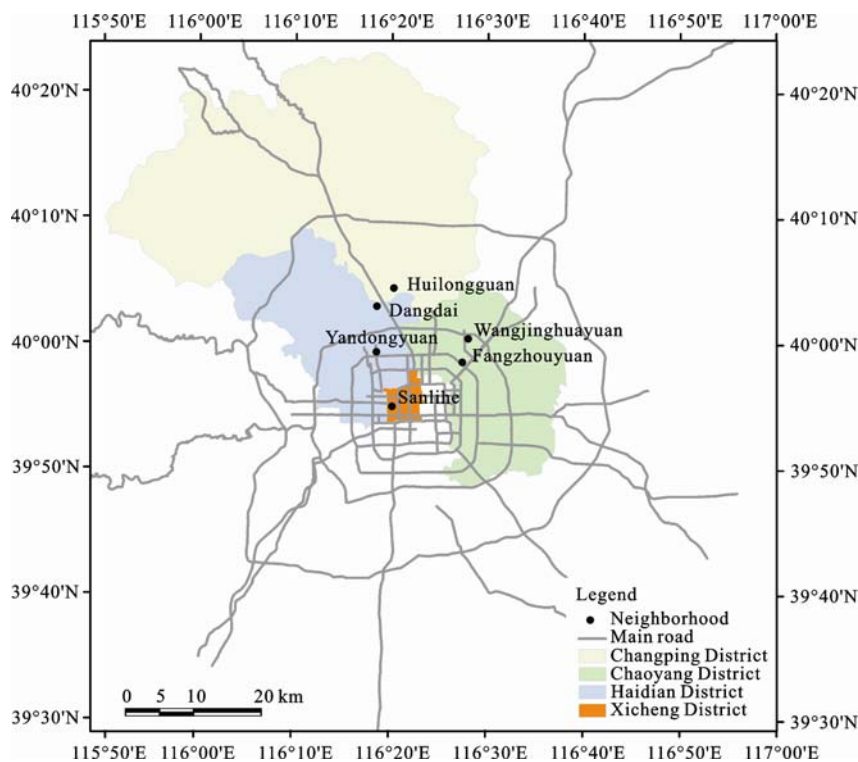 115°50'E 116°00'E 116°10'E 116°20'E 116°30'E 116°40'E 116°50'E 117°00'E
40°20'N 40°20'N
40°10'N 40°10'N
Huilongguan
Dangdai
40°00'N Yandongyuan Wangjinghuayuan 40°00'N
Fangzhouyuan
Sanlihe
39°50'N 39°50'N
39°40'N 39°40'N
Legend
Neighborhood
Main road
Changping District
Chaoyang District
Haidian District
Xicheng District
0 5 10 20 km
39°30'N 39°30'N
115°50'E 116°00'E 116°10'E 116°20'E 116°30'E 116°40'E 116°50'E 117°00'E